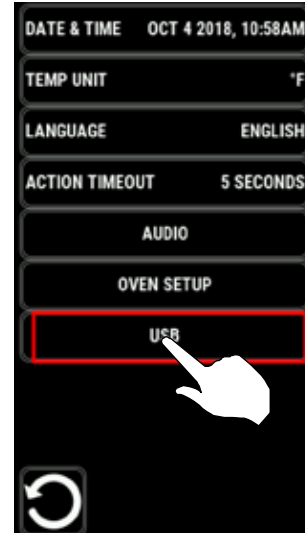 DATE & TIME OCT 4 2018, 10:58AM
TEMP UNIT °F
LANGUAGE ENGLISH
ACTION TIMEOUT 5 SECONDS
AUDIO
OVEN SETUP
USB